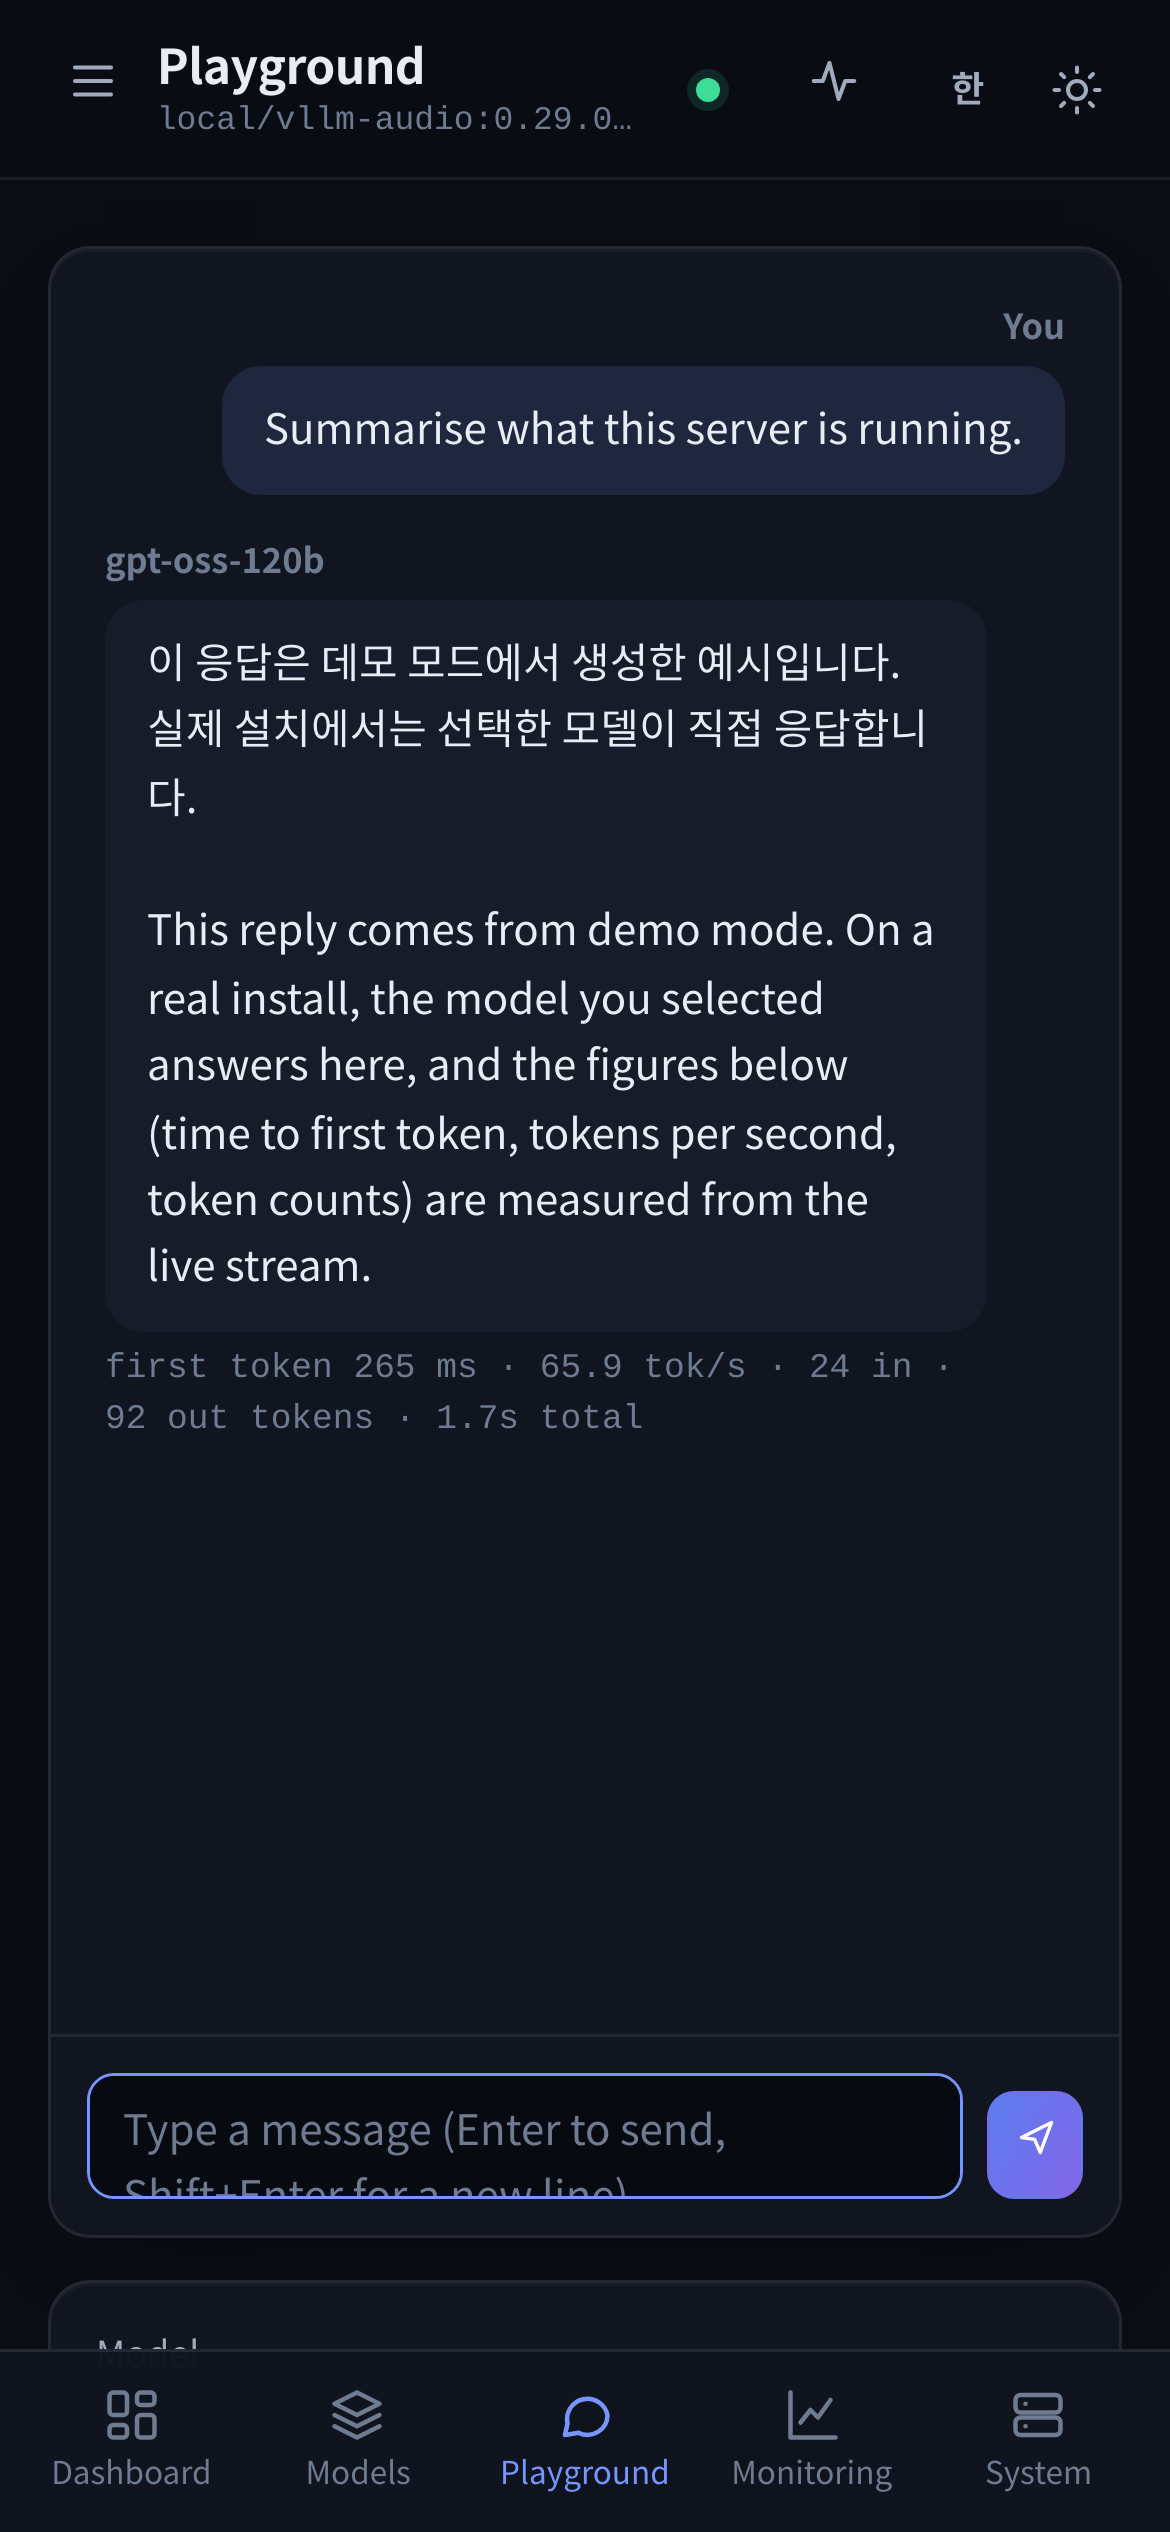 Playground
local/vllm-audio:0.29.0…
한
You
Summarise what this server is running.
gpt-oss-120b
이 응답은 데모 모드에서 생성한 예시입니다.
실제 설치에서는 선택한 모델이 직접 응답합니
다.
This reply comes from demo mode. On a
real install, the model you selected
answers here, and the figures below
(time to first token, tokens per second,
token counts) are measured from the
live stream.
first token 265 ms · 65.9 tok/s · 24 in ·
92 out tokens · 1.7s total
Type a message (Enter to send,
Shift+Enter for a new line)
Model
Dashboard
Models
Playground
Monitoring
System